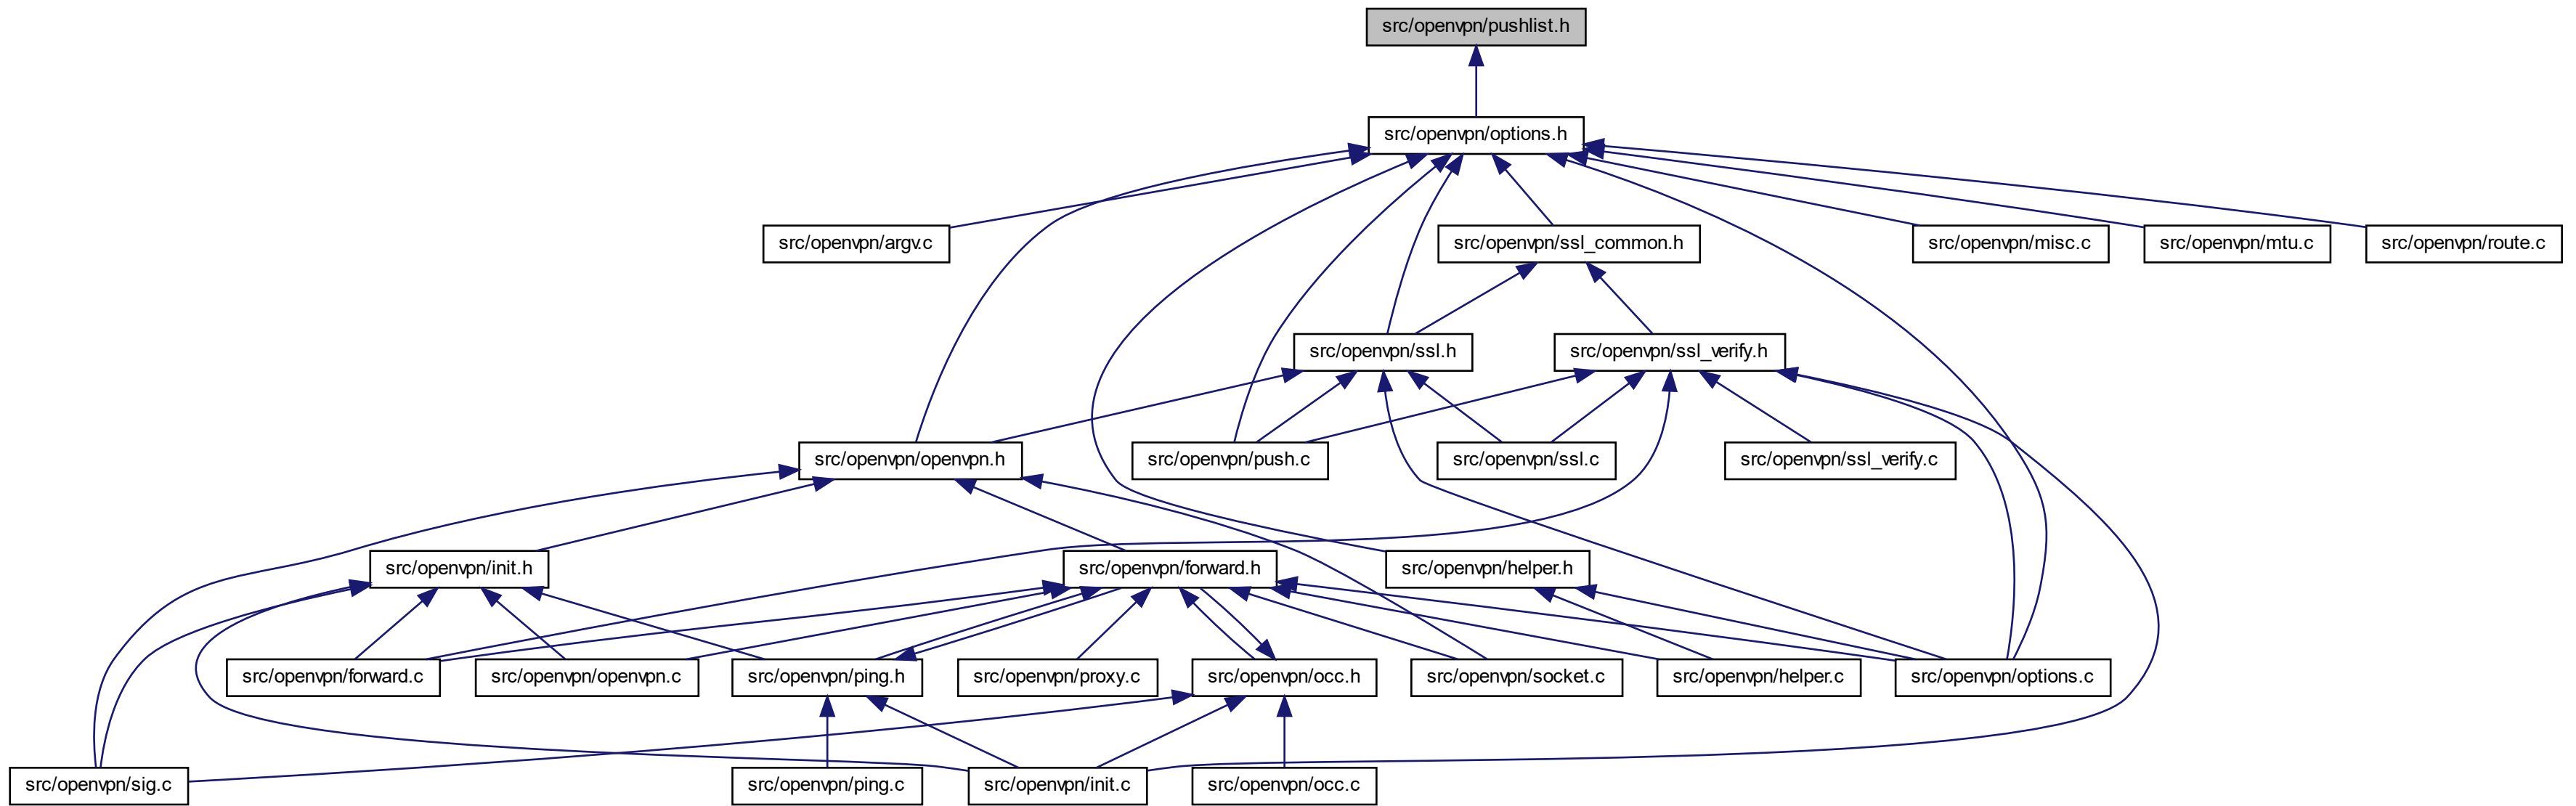 src/openvpn/pushlist.h
src/openvpn/options.h
src/openvpn/argv.c
src/openvpn/ssl_common.h
src/openvpn/misc.c
src/openvpn/mtu.c
src/openvpn/route.c
src/openvpn/ssl.h
src/openvpn/ssl_verify.h
src/openvpn/openvpn.h
src/openvpn/push.c
src/openvpn/ssl.c
src/openvpn/ssl_verify.c
src/openvpn/init.h
src/openvpn/forward.h
src/openvpn/helper.h
src/openvpn/forward.c
src/openvpn/openvpn.c
src/openvpn/ping.h
src/openvpn/proxy.c
src/openvpn/occ.h
src/openvpn/socket.c
src/openvpn/helper.c
src/openvpn/options.c
src/openvpn/sig.c
src/openvpn/ping.c
src/openvpn/init.c
src/openvpn/occ.c